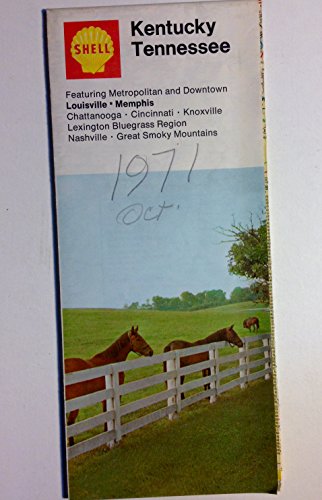 SHELL
Kentucky
Tennessee
Featuring Metropolitan and Downtown
Louisville • Memphis
Chattanooga • Cincinnati • Knoxville
Lexington Bluegrass Region
Nashville • Great Smoky Mountains
1971
Oct.